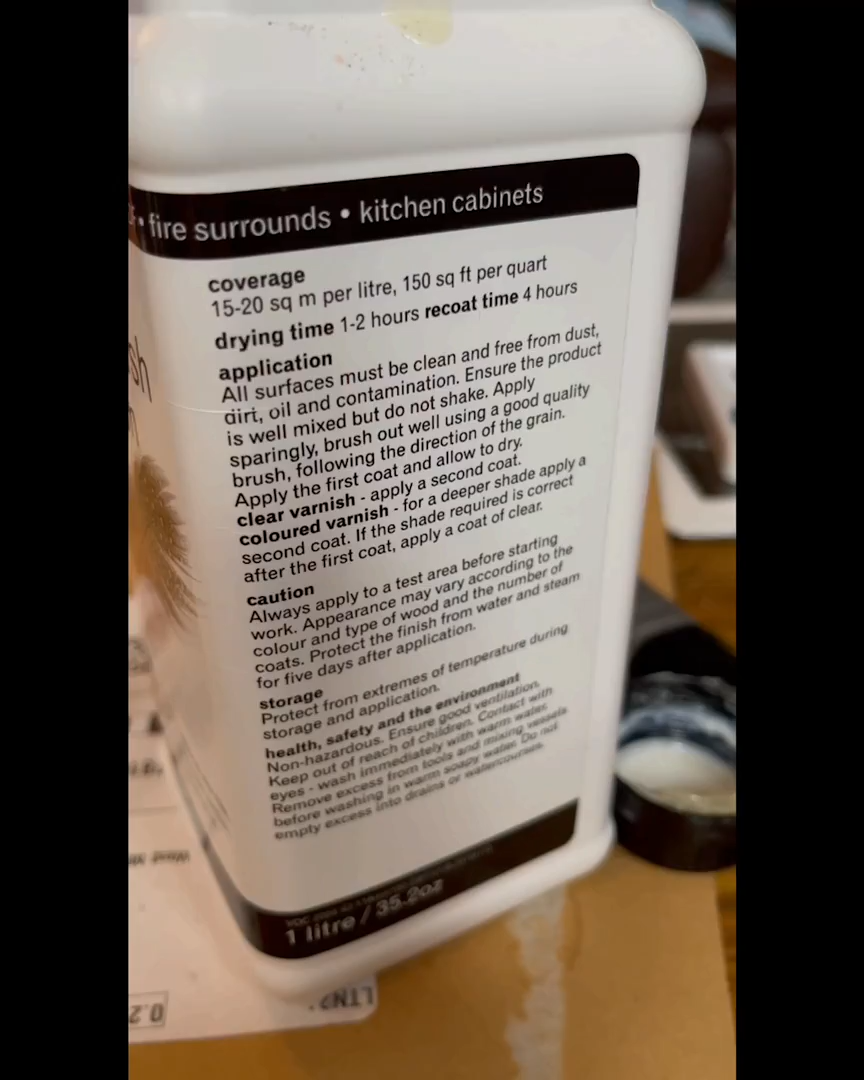 • fire surrounds • kitchen cabinets
coverage
15-20 sq m per litre, 150 sq ft per quart
drying time 1-2 hours recoat time 4 hours
application
All surfaces must be clean and free from dust,
dirt, oil and contamination. Ensure the product
is well mixed but do not shake. Apply
sparingly, brush out well using a good quality
brush, following the direction of the grain.
Apply the first coat and allow to dry.
clear varnish - apply a second coat.
coloured varnish - for a deeper shade apply a
second coat. If the shade required is correct
after the first coat, apply a coat of clear.
caution
Always apply to a test area before starting
work. Appearance may vary according to the
colour and type of wood and the number of
coats. Protect the finish from water and steam
for five days after application.
storage
Protect from extremes of temperature during
storage and application.
health, safety and the environment
Non-hazardous. Ensure good ventilation.
Keep out of reach of children. Contact with
eyes - wash immediately with warm water.
Remove excess from tools and mixing vessels
before washing in warm soapy water. Do not
empty excess into drains or watercourses.
1 litre / 35.2oz